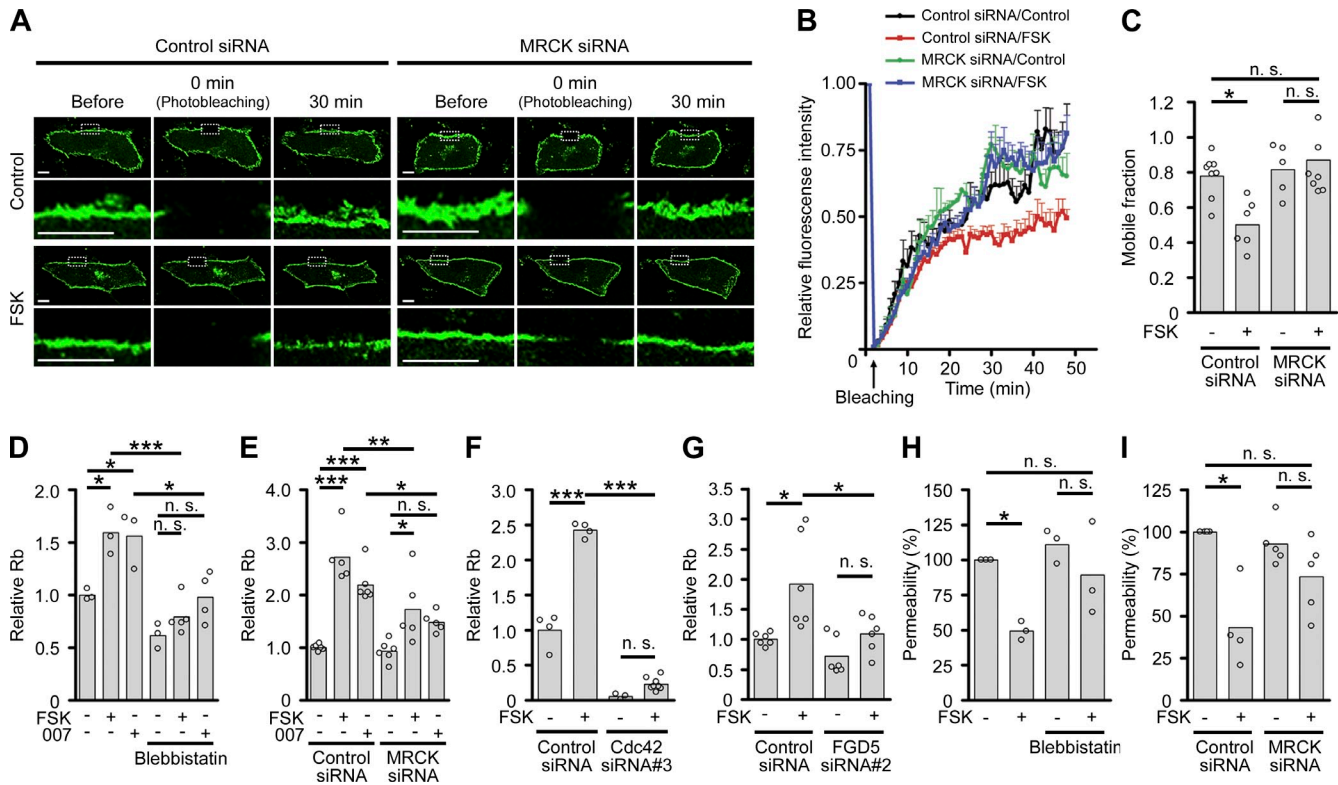 A
Control siRNA
MRCK siRNA
Before
0 min
(Photobleaching)
30 min
Before
0 min
(Photobleaching)
30 min
Control
FSK
B
Control siRNA/Control
Control siRNA/FSK
MRCK siRNA/Control
MRCK siRNA/FSK
Relative fluorescence intensity
1.00
0.75
0.50
0.25
0
10 20 30 40 50
Time (min)
Bleaching
C
n. s.
* n. s.
Mobile fraction
1.2
1.0
0.8
0.6
0.4
0.2
0
FSK - + - +
Control siRNA
MRCK siRNA
D
***
*
* *
n. s.
n. s.
Relative Rb
2.0
1.5
1.0
0.5
0
FSK - + - - + -
007 - - + - - +
Blebbistatin
E
**
***
*** *
n. s.
*
Relative Rb
4.0
3.0
2.0
1.0
0
FSK - + - - + -
007 - - + - - +
Control siRNA
MRCK siRNA
F
*** ***
n. s.
Relative Rb
3.0
2.5
2.0
1.5
1.0
0.5
0
FSK - + - +
Control siRNA
Cdc42 siRNA#3
G
* *
n. s.
Relative Rb
3.5
3.0
2.5
2.0
1.5
1.0
0.5
0
FSK - + - +
Control siRNA
FGD5 siRNA#2
H
n. s.
n. s.
*
Permeability (%)
150
125
100
75
50
25
0
FSK - + - +
Blebbistatin
I
n. s.
* n. s.
Permeability (%)
125
100
75
50
25
0
FSK - + - +
Control siRNA
MRCK siRNA